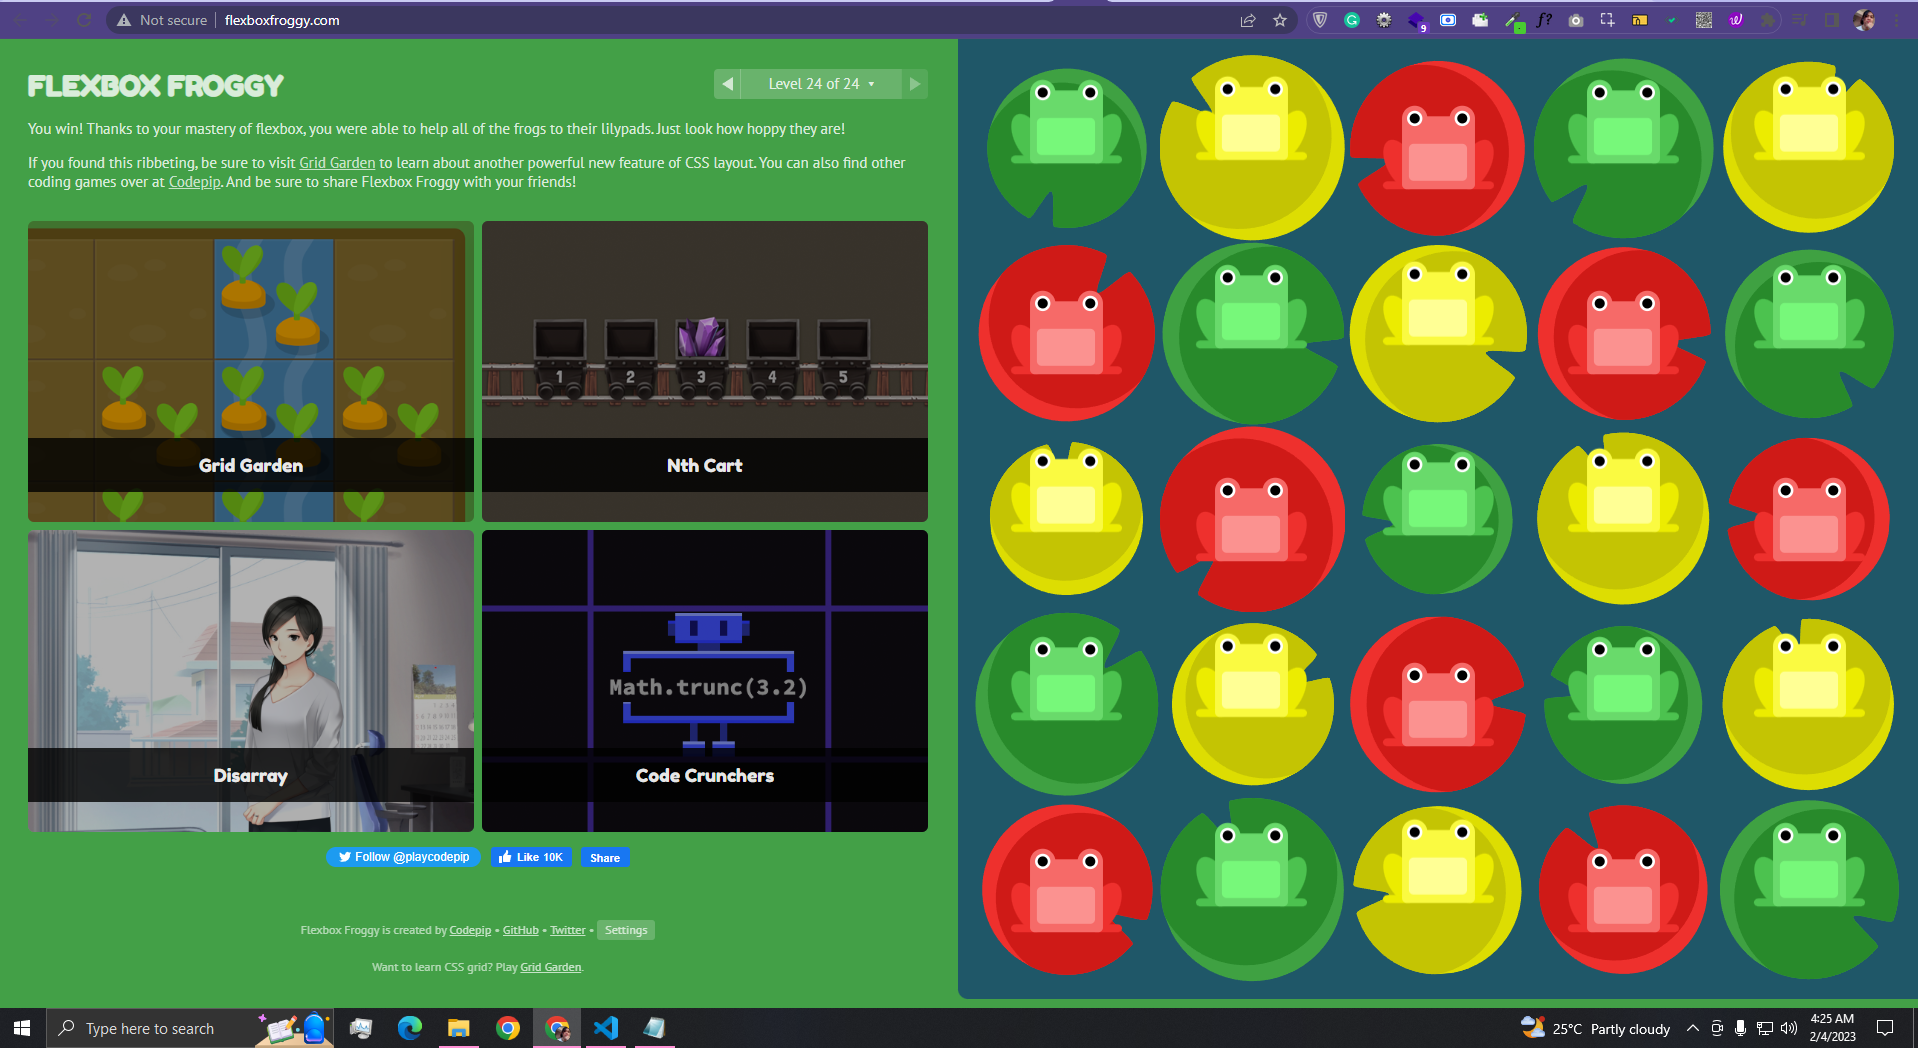 Not secure
flexboxfroggy.com
9
FLEXBOX FROGGY
Level 24 of 24
You win! Thanks to your mastery of flexbox, you were able to help all of the frogs to their lilypads. Just look how hoppy they are!
If you found this ribbeting, be sure to visit Grid Garden to learn about another powerful new feature of CSS layout. You can also find other
coding games over at Codepip. And be sure to share Flexbox Froggy with your friends!
1 2 3 4 5
Grid Garden
Nth Cart
Math.trunc(3.2)
Disarray
Code Crunchers
Follow @playcodepip
Like 10K
Share
Flexbox Froggy is created by Codepip • GitHub • Twitter • Settings
Want to learn CSS grid? Play Grid Garden.
Type here to search
25°C Partly cloudy
4:25 AM
2/4/2023